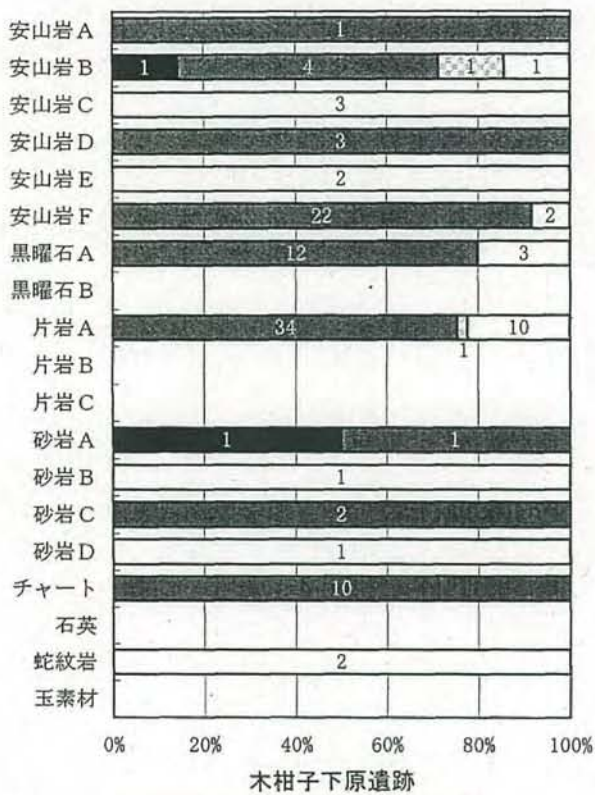 安山岩A 1
安山岩B 1 4 1 1
安山岩C 3
安山岩D 3
安山岩E 2
安山岩F 22 2
黒曜石A 12 3
黒曜石B
片岩A 34 1 10
片岩B
片岩C
砂岩A 1 1
砂岩B 1
砂岩C 2
砂岩D 1
チャート 10
石英
蛇紋岩 2
玉素材
0% 20% 40% 60% 80% 100%
木柑子下原遺跡